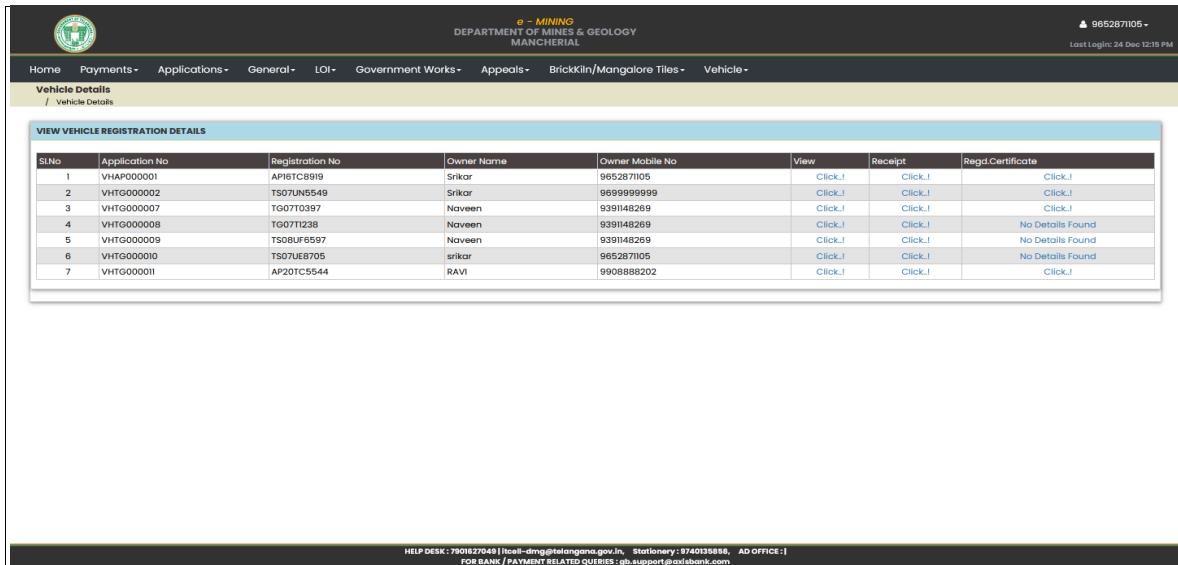 e - MINING
DEPARTMENT OF MINES & GEOLOGY
MANCHERIAL
9652871105
Last Login: 24 Dec 12:15 PM
Home Payments Applications General LOI Government Works Appeals BrickKiln/Mangalore Tiles Vehicle
Vehicle Details
/ Vehicle Details
VIEW VEHICLE REGISTRATION DETAILS
Sl.No Application No Registration No Owner Name Owner Mobile No View Receipt Regd.Certificate
1 VHAP000001 AP16TC8919 Srikar 9652871105 Click..! Click..! Click..!
2 VHTG000002 TS07UN5549 Srikar 9699999999 Click..! Click..! Click..!
3 VHTG000007 TG07T0397 Naveen 9391148269 Click..! Click..! Click..!
4 VHTG000008 TG07T1238 Naveen 9391148269 Click..! Click..! No Details Found
5 VHTG000009 TS08UF6597 Naveen 9391148269 Click..! Click..! No Details Found
6 VHTG000010 TS07UE8705 srikar 9652871105 Click..! Click..! No Details Found
7 VHTG000011 AP20TC5544 RAVI 9908888202 Click..! Click..! Click..!
HELP DESK : 7901627049 | itcell-dmg@telangana.gov.in, Stationery : 9740135858, AD OFFICE : |
FOR BANK / PAYMENT RELATED QUERIES : gb.support@axisbank.com